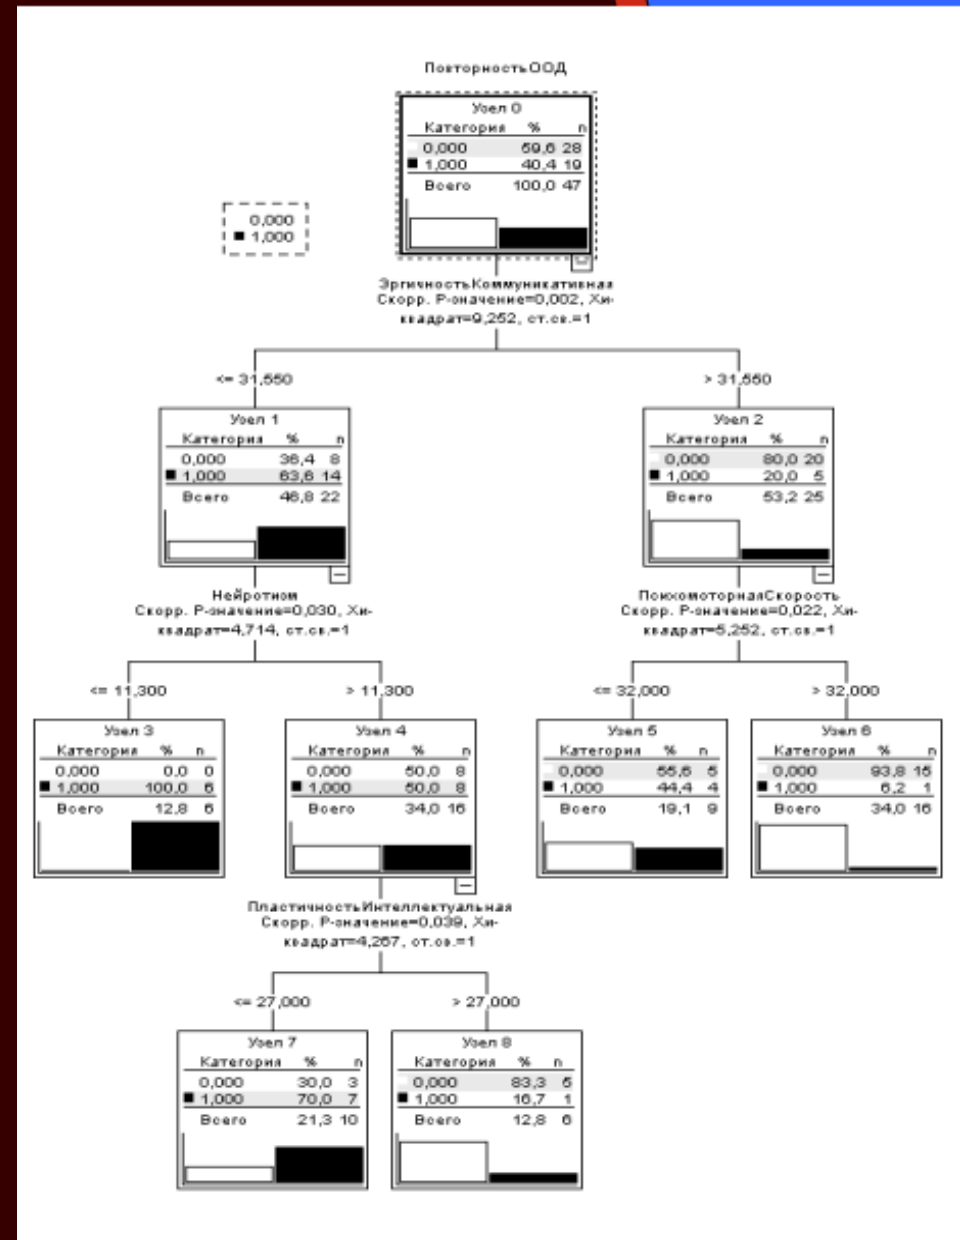 ПовторностьООД
Узел 0
Категория % n
0,000 59,6 28
1,000 40,4 19
Всего 100,0 47
0,000
1,000
ЭргичностьКоммуникативная
Скорр. P-значение=0,002, Хи-
квадрат=9,252, ст.св.=1
<= 31,550
> 31,550
Узел 1
Категория % n
0,000 36,4 8
1,000 63,6 14
Всего 46,8 22
Узел 2
Категория % n
0,000 80,0 20
1,000 20,0 5
Всего 53,2 25
Нейротизм
Скорр. P-значение=0,030, Хи-
квадрат=4,714, ст.св.=1
ПсихомоторнаяСкорость
Скорр. P-значение=0,022, Хи-
квадрат=5,252, ст.св.=1
<= 11,300
> 11,300
<= 32,000
> 32,000
Узел 3
Категория % n
0,000 0,0 0
1,000 100,0 6
Всего 12,8 6
Узел 4
Категория % n
0,000 50,0 8
1,000 50,0 8
Всего 34,0 16
Узел 5
Категория % n
0,000 55,6 5
1,000 44,4 4
Всего 19,1 9
Узел 6
Категория % n
0,000 93,8 15
1,000 6,2 1
Всего 34,0 16
ПластичностьИнтеллектуальная
Скорр. P-значение=0,039, Хи-
квадрат=4,267, ст.св.=1
<= 27,000
> 27,000
Узел 7
Категория % n
0,000 30,0 3
1,000 70,0 7
Всего 21,3 10
Узел 8
Категория % n
0,000 83,3 5
1,000 16,7 1
Всего 12,8 6